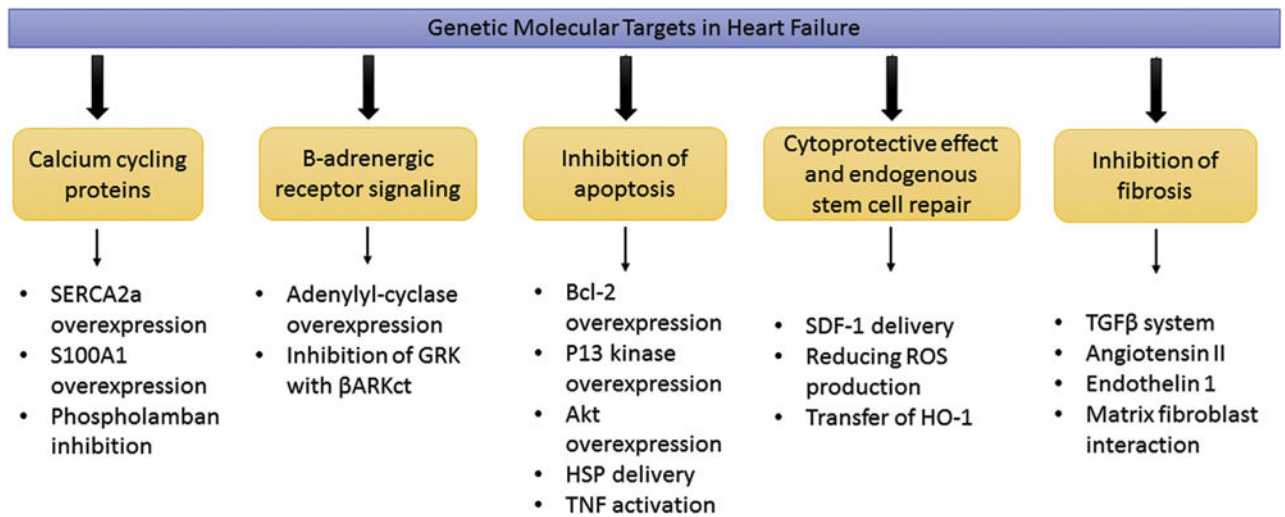 Genetic Molecular Targets in Heart Failure
Calcium cycling
proteins
• SERCA2a
overexpression
• S100A1
overexpression
• Phospholamban
inhibition
B-adrenergic
receptor signaling
• Adenylyl-cyclase
overexpression
• Inhibition of GRK
with βARKct
Inhibition of
apoptosis
• Bcl-2
overexpression
• P13 kinase
overexpression
• Akt
overexpression
• HSP delivery
• TNF activation
Cytoprotective effect
and endogenous
stem cell repair
• SDF-1 delivery
• Reducing ROS
production
• Transfer of HO-1
Inhibition of
fibrosis
• TGFβ system
• Angiotensin II
• Endothelin 1
• Matrix fibroblast
interaction